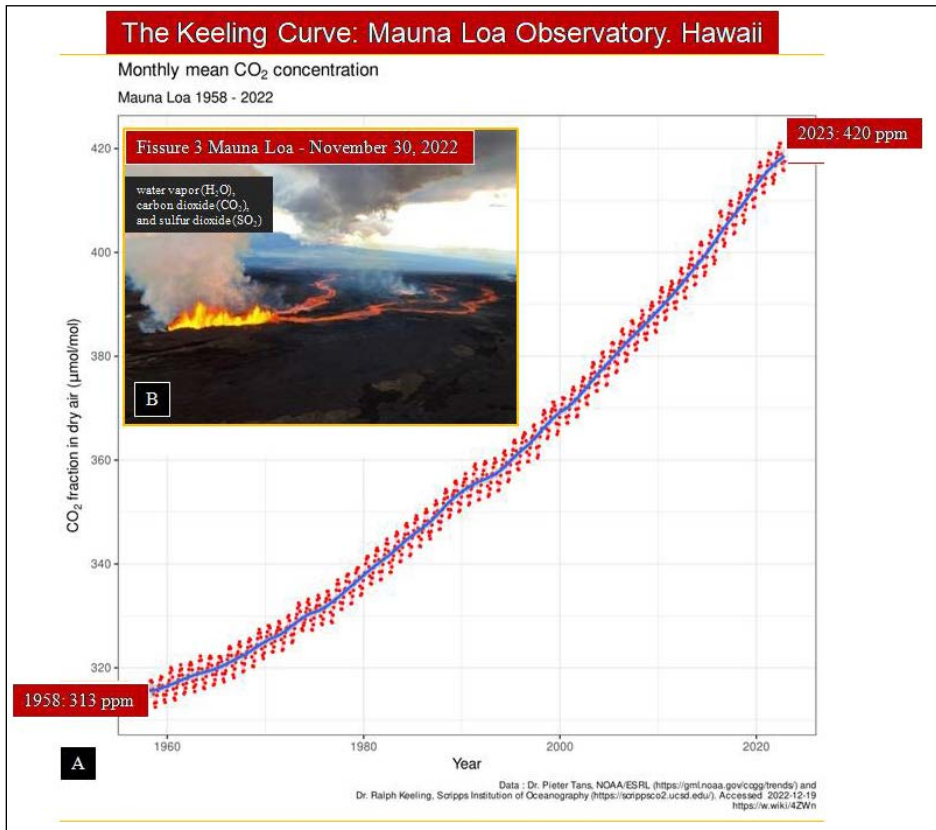 The Keeling Curve: Mauna Loa Observatory. Hawaii
Monthly mean CO₂ concentration
Mauna Loa 1958 - 2022
2023: 420 ppm
Fissure 3 Mauna Loa - November 30, 2022
water vapor (H₂O),
carbon dioxide (CO₂),
and sulfur dioxide (SO₂)
B
CO₂ fraction in dry air (µmol/mol)
420
400
380
360
340
320
1958: 313 ppm
1960
1980
2000
2020
Year
A
Data : Dr. Pieter Tans, NOAA/ESRL (https://gml.noaa.gov/ccgg/trends/) and
Dr. Ralph Keeling, Scripps Institution of Oceanography (https://scrippsco2.ucsd.edu/). Accessed 2022-12-19
https://w.wiki/4ZWn